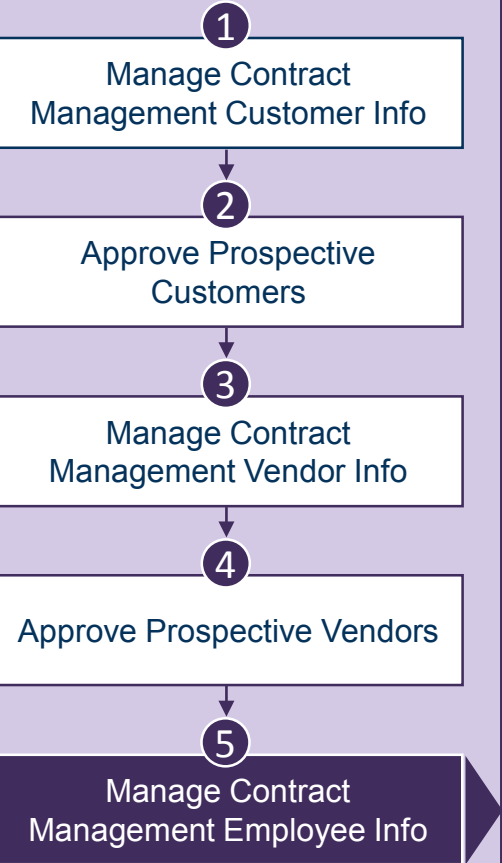 1
Manage Contract
Management Customer Info
2
Approve Prospective
Customers
3
Manage Contract
Management Vendor Info
4
Approve Prospective Vendors
5
Manage Contract
Management Employee Info